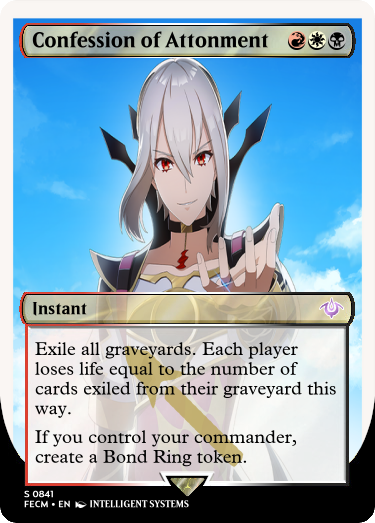 Confession of Attonment
Instant
Exile all graveyards. Each player
loses life equal to the number of
cards exiled from their graveyard this
way.
If you control your commander,
create a Bond Ring token.
S 0841
FECM • EN INTELLIGENT SYSTEMS